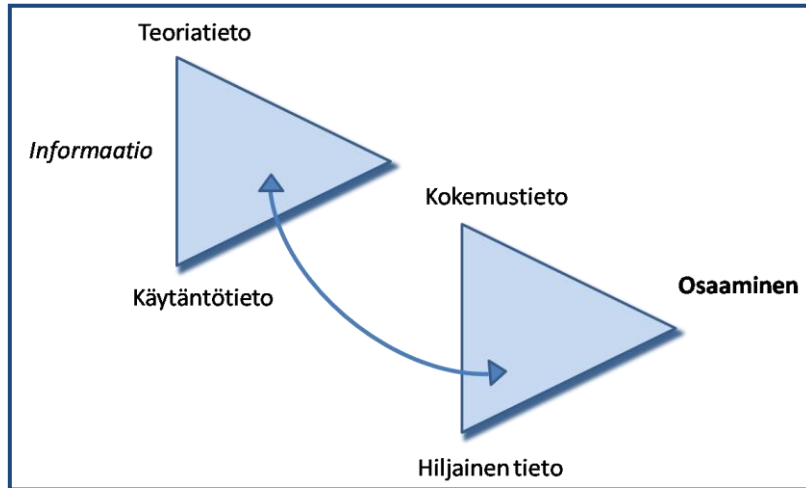 Teoriatieto
Informaatio
Käytäntötieto
Kokemustieto
Osaaminen
Hiljainen tieto